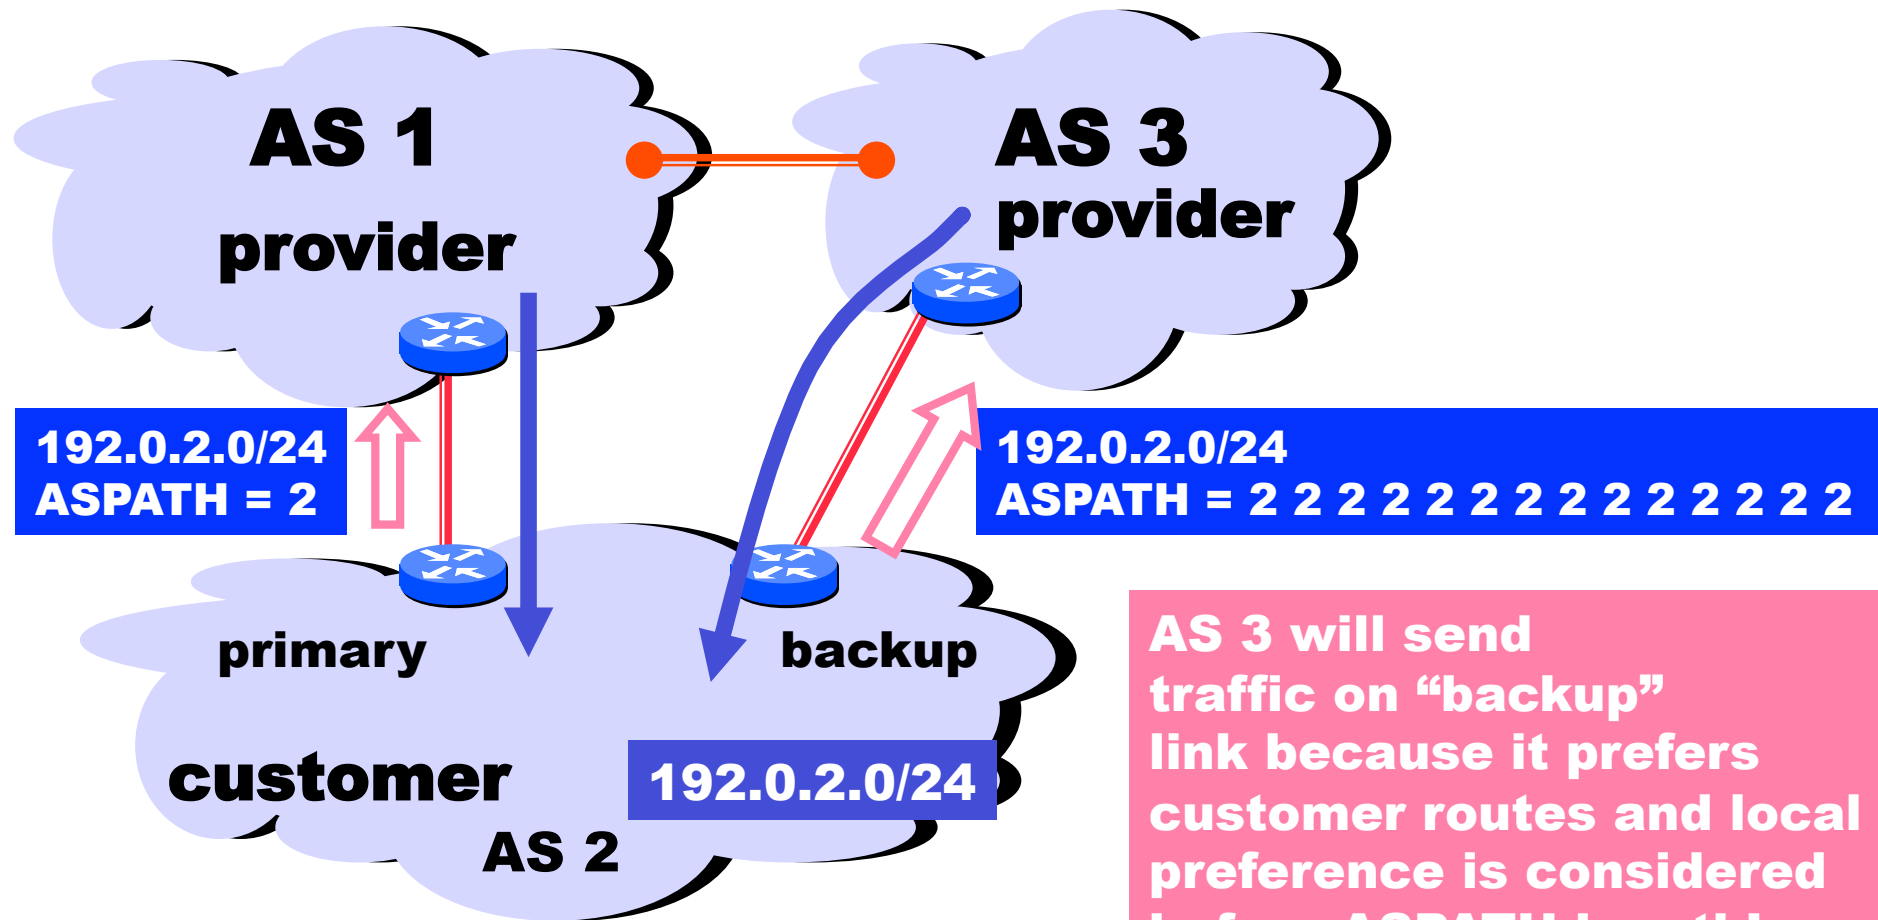 AS 1
provider
AS 3
provider
192.0.2.0/24
ASPATH = 2
192.0.2.0/24
ASPATH = 2 2 2 2 2 2 2 2 2 2 2 2 2 2
primary
backup
customer
192.0.2.0/24
AS 2
AS 3 will send
traffic on “backup”
link because it prefers
customer routes and local
preference is considered
before ASPATH